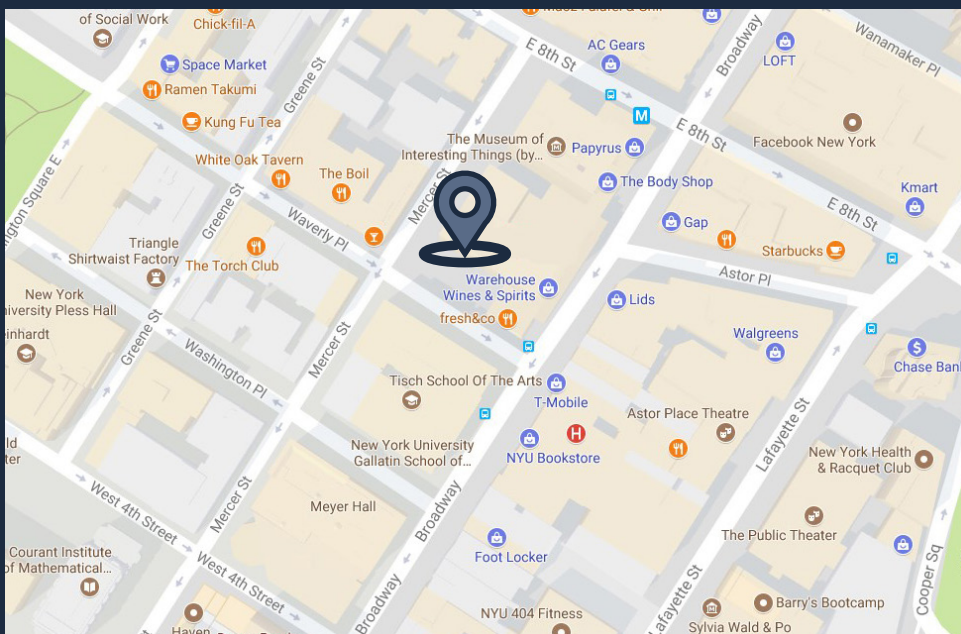 of Social Work
Chick-fil-A
E 8th St
AC Gears
Broadway
LOFT
Wanamaker Pl
Space Market
Greene St
Ramen Takumi
Kung Fu Tea
The Museum of
Interesting Things (by...
Papyrus
M
E 8th St
Facebook New York
White Oak Tavern
The Boil
Mercer St
The Body Shop
Kmart
Greene St
Waverly Pl
Gap
E 8th St
Starbucks
Triangle
Shirtwaist Factory
The Torch Club
Astor Pl
Warehouse
Wines & Spirits
Lids
New York
fresh&co
Walgreens
Greene St
Mercer St
Chase
Washington Pl
Tisch School Of The Arts
T-Mobile
Astor Place Theatre
H
Lafayette St
New York University
Gallatin School of...
NYU Bookstore
New York Health
& Racquet Club
West 4th Street
Mercer St
Meyer Hall
Broadway
The Public Theater
Courant Institute
of Mathematical...
West 4th Street
Foot Locker
Cooper Sq
Broadway
NYU 404 Fitness
Lafayette St
Barry's Bootcamp
Sylvia Wald & Po
Haven